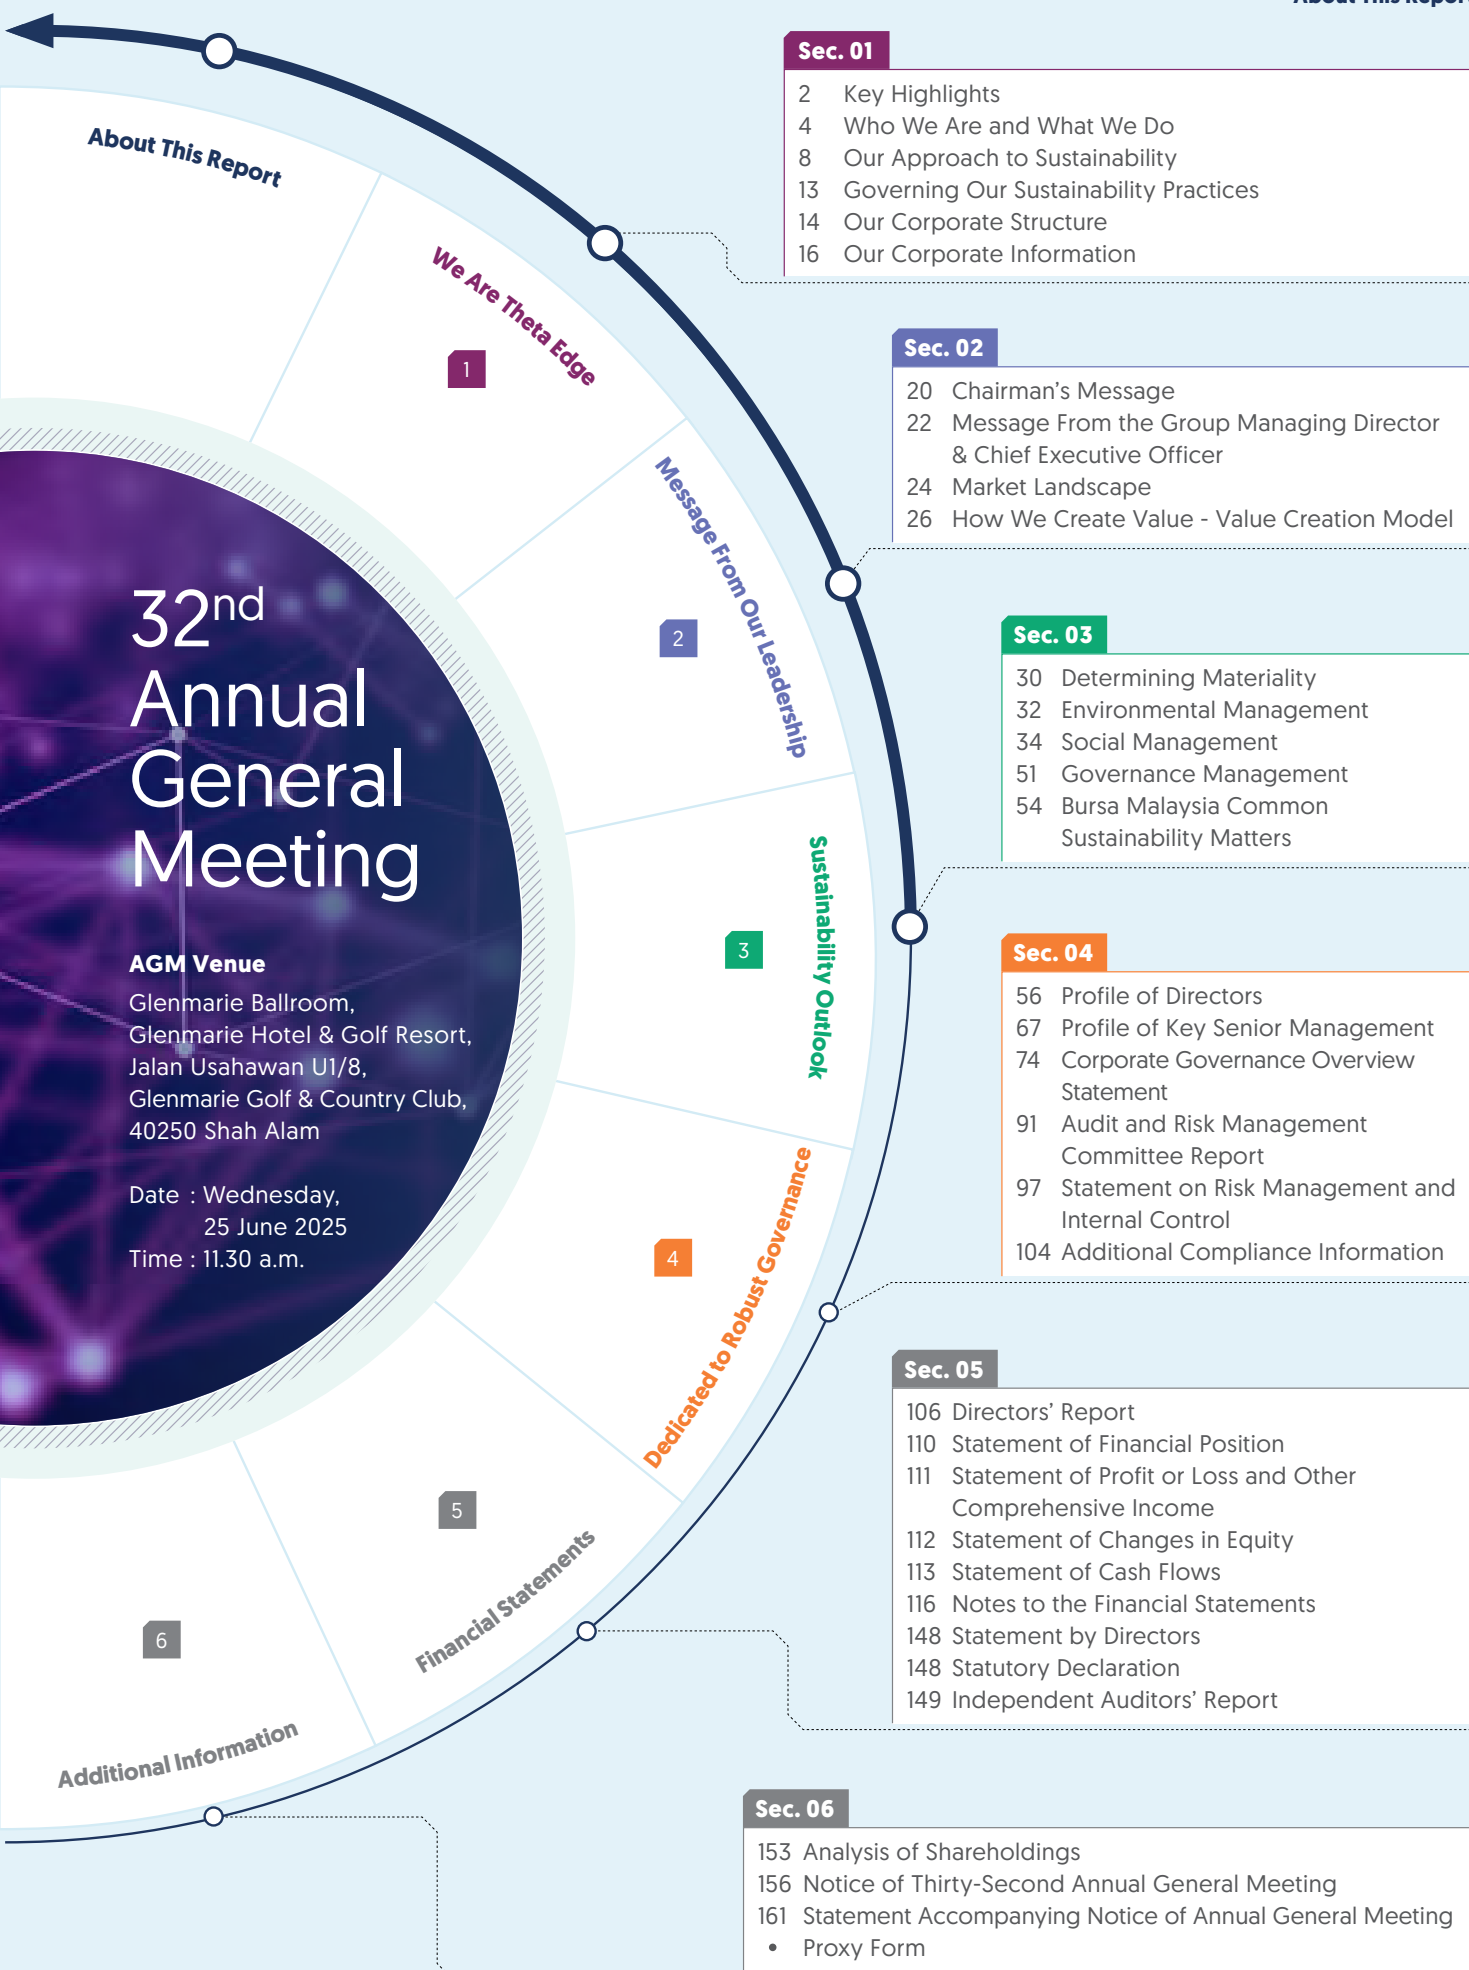 About This Report
About This Report
We Are Theta Edge
1
Message From Our Leadership
2
Sustainability Outlook
3
Dedicated to Robust Governance
4
Financial Statements
5
Additional Information
6
32nd
Annual
General
Meeting
AGM Venue
Glenmarie Ballroom,
Glenmarie Hotel & Golf Resort,
Jalan Usahawan U1/8,
Glenmarie Golf & Country Club,
40250 Shah Alam
Date : Wednesday,
25 June 2025
Time : 11.30 a.m.
Sec. 01
2 Key Highlights
4 Who We Are and What We Do
8 Our Approach to Sustainability
13 Governing Our Sustainability Practices
14 Our Corporate Structure
16 Our Corporate Information
Sec. 02
20 Chairman's Message
22 Message From the Group Managing Director
& Chief Executive Officer
24 Market Landscape
26 How We Create Value - Value Creation Model
Sec. 03
30 Determining Materiality
32 Environmental Management
34 Social Management
51 Governance Management
54 Bursa Malaysia Common
Sustainability Matters
Sec. 04
56 Profile of Directors
67 Profile of Key Senior Management
74 Corporate Governance Overview
Statement
91 Audit and Risk Management
Committee Report
97 Statement on Risk Management and
Internal Control
104 Additional Compliance Information
Sec. 05
106 Directors' Report
110 Statement of Financial Position
111 Statement of Profit or Loss and Other
Comprehensive Income
112 Statement of Changes in Equity
113 Statement of Cash Flows
116 Notes to the Financial Statements
148 Statement by Directors
148 Statutory Declaration
149 Independent Auditors' Report
Sec. 06
153 Analysis of Shareholdings
156 Notice of Thirty-Second Annual General Meeting
161 Statement Accompanying Notice of Annual General Meeting
• Proxy Form